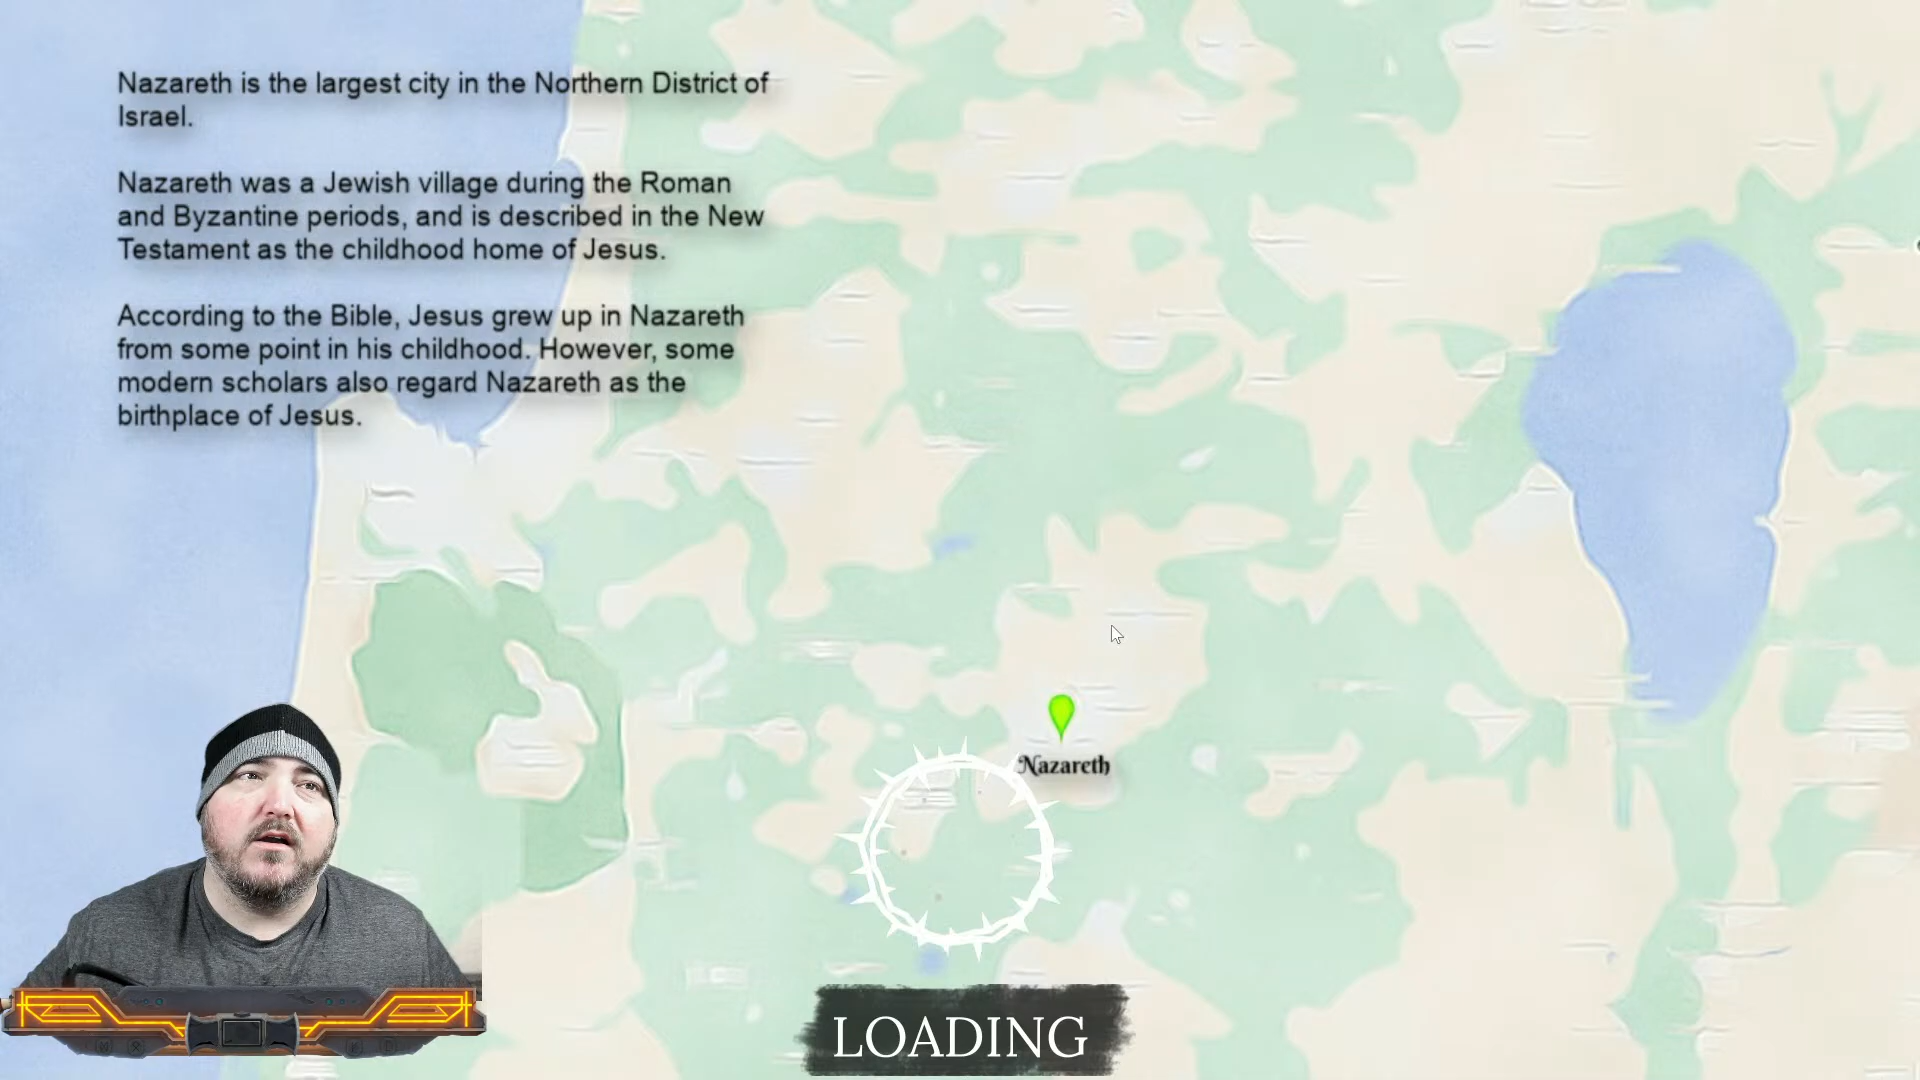 Nazareth is the largest city in the Northern District of
Israel.
Nazareth was a Jewish village during the Roman
and Byzantine periods, and is described in the New
Testament as the childhood home of Jesus.
According to the Bible, Jesus grew up in Nazareth
from some point in his childhood. However, some
modern scholars also regard Nazareth as the
birthplace of Jesus.
Nazareth
LOADING